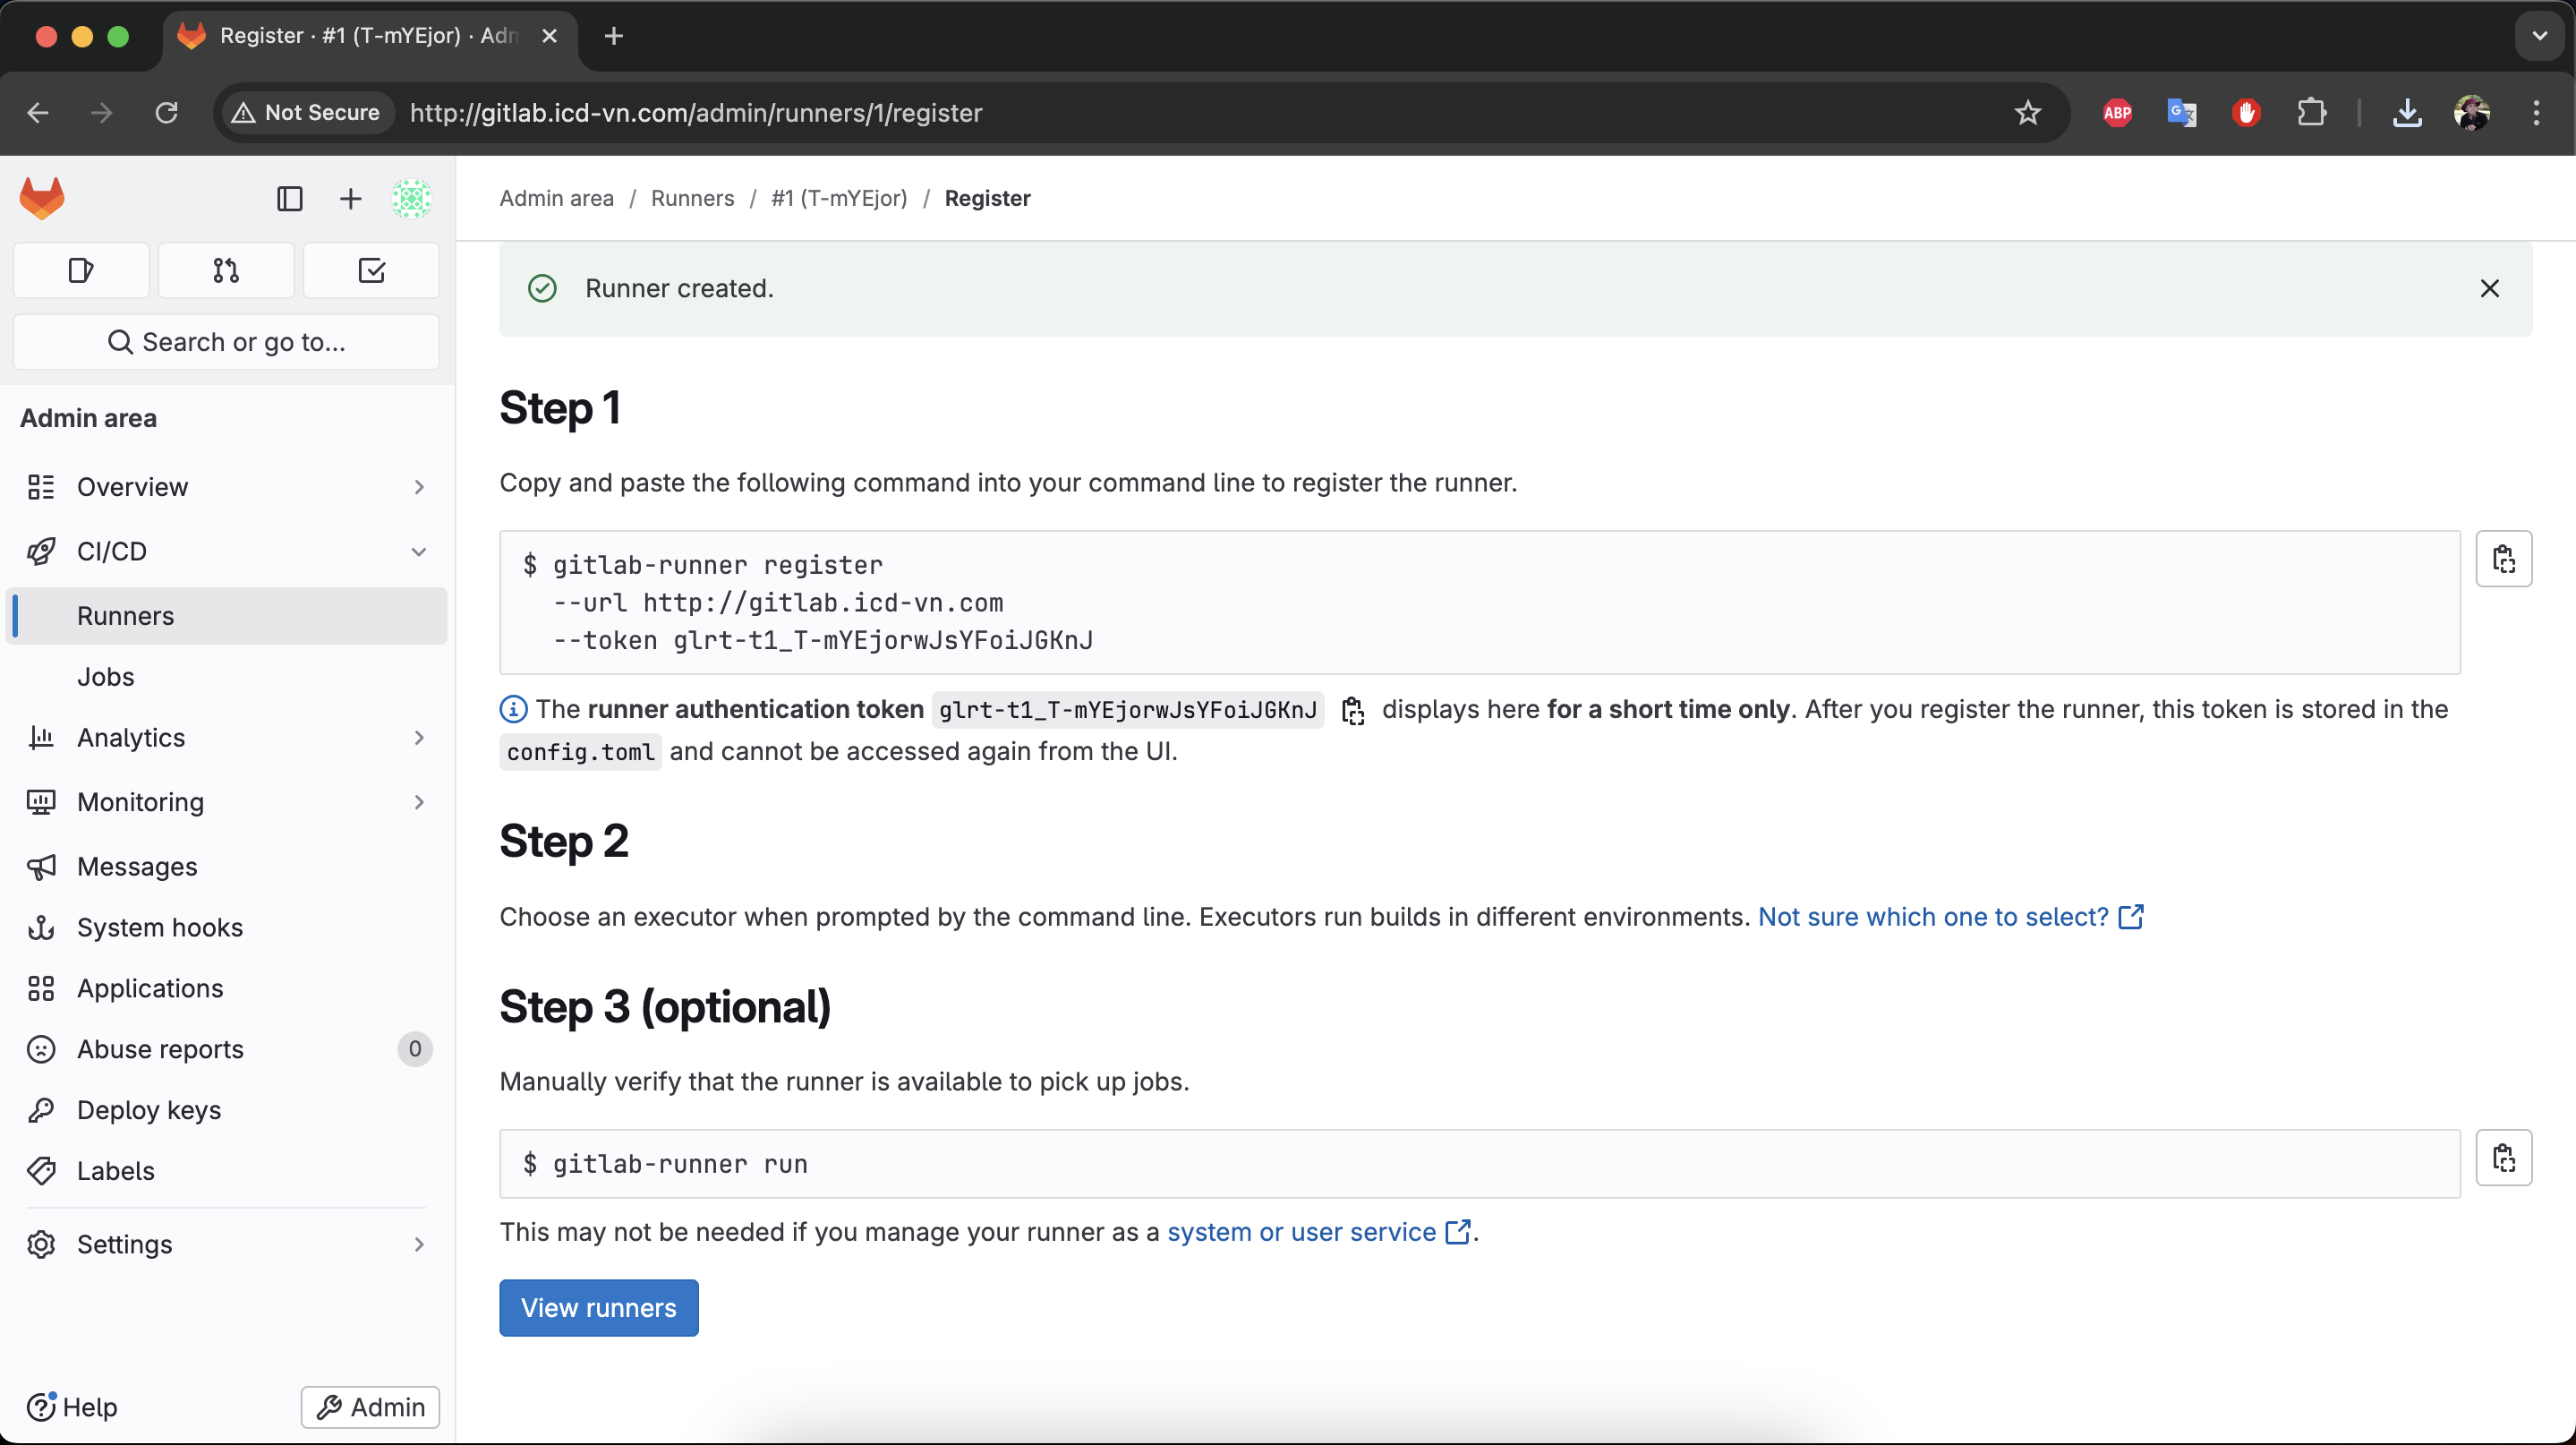 Register · #1 (T-mYEjor) · Adm
Not Secure
http://gitlab.icd-vn.com/admin/runners/1/register
ABP
Admin area / Runners / #1 (T-mYEjor) / Register
Search or go to...
Admin area
Overview
CI/CD
Runners
Jobs
Analytics
Monitoring
Messages
System hooks
Applications
Abuse reports 0
Deploy keys
Labels
Settings
Help
Admin
Runner created.
Step 1
Copy and paste the following command into your command line to register the runner.
$ gitlab-runner register
--url http://gitlab.icd-vn.com
--token glrt-t1_T-mYEjorwJsYFoiJGKnJ
The runner authentication token glrt-t1_T-mYEjorwJsYFoiJGKnJ displays here for a short time only. After you register the runner, this token is stored in the
config.toml and cannot be accessed again from the UI.
Step 2
Choose an executor when prompted by the command line. Executors run builds in different environments. Not sure which one to select?
Step 3 (optional)
Manually verify that the runner is available to pick up jobs.
$ gitlab-runner run
This may not be needed if you manage your runner as a system or user service.
View runners